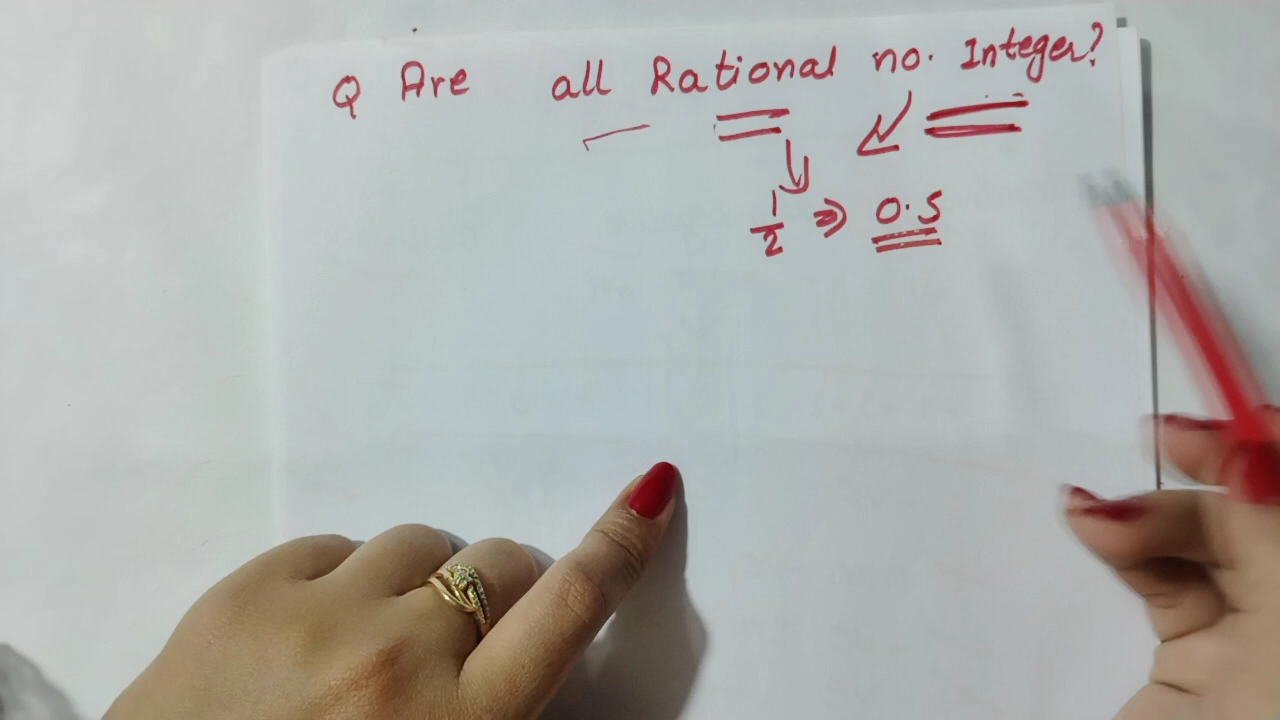 Q Are all Rational no. Integer?
1/2 ⇒ 0.5